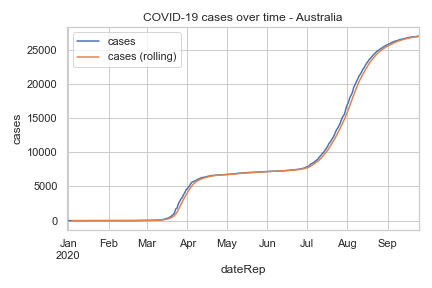 COVID-19 cases over time - Australia
cases
cases (rolling)
25000
20000
15000
10000
5000
0
cases
Jan Feb Mar Apr May Jun Jul Aug Sep
2020
dateRep